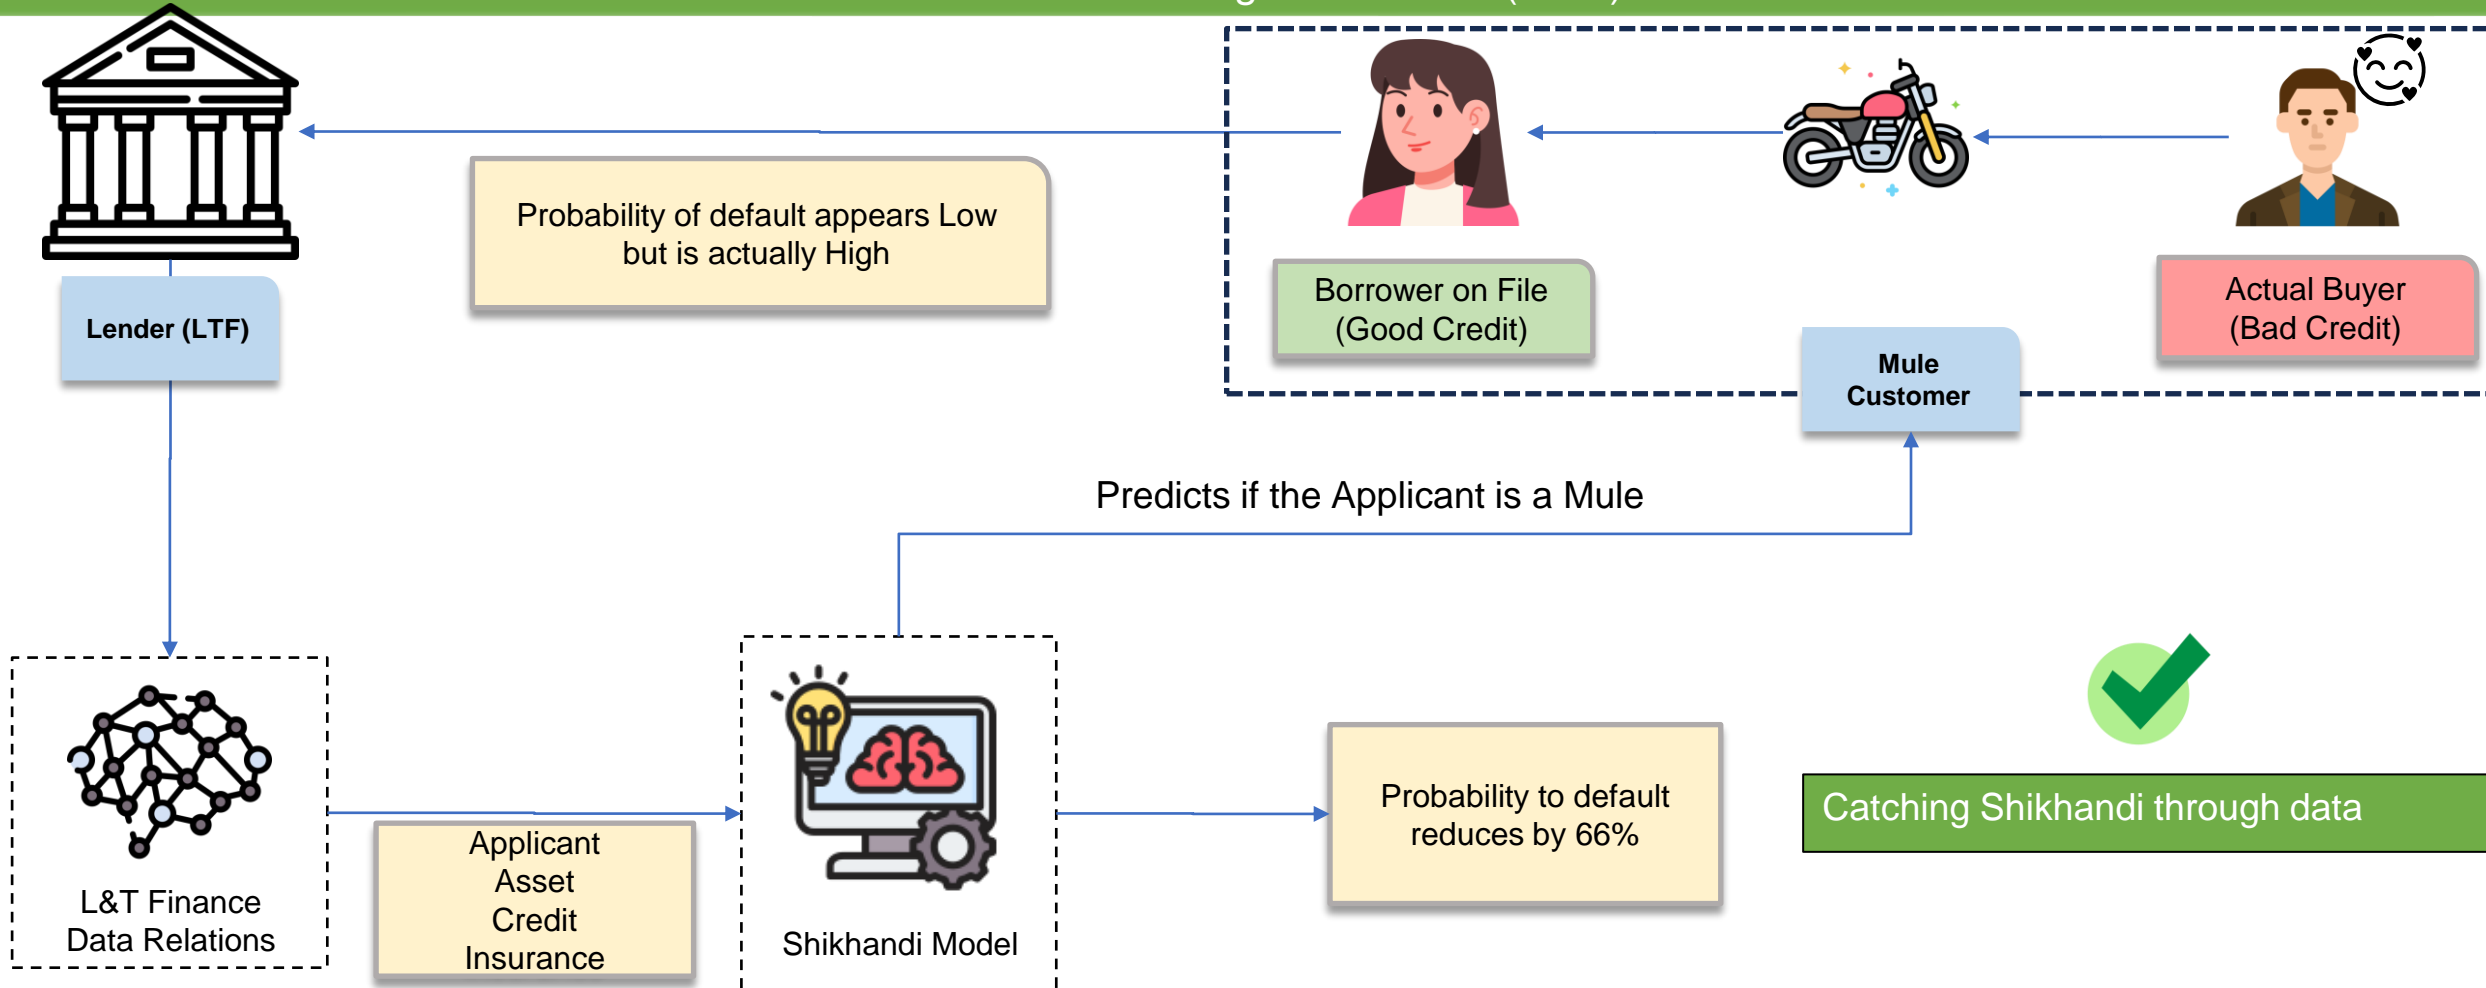 Probability of default appears Low
but is actually High
Lender (LTF)
Borrower on File
(Good Credit)
Actual Buyer
(Bad Credit)
Mule
Customer
Predicts if the Applicant is a Mule
L&T Finance
Data Relations
Applicant
Asset
Credit
Insurance
Shikhandi Model
Probability to default
reduces by 66%
Catching Shikhandi through data